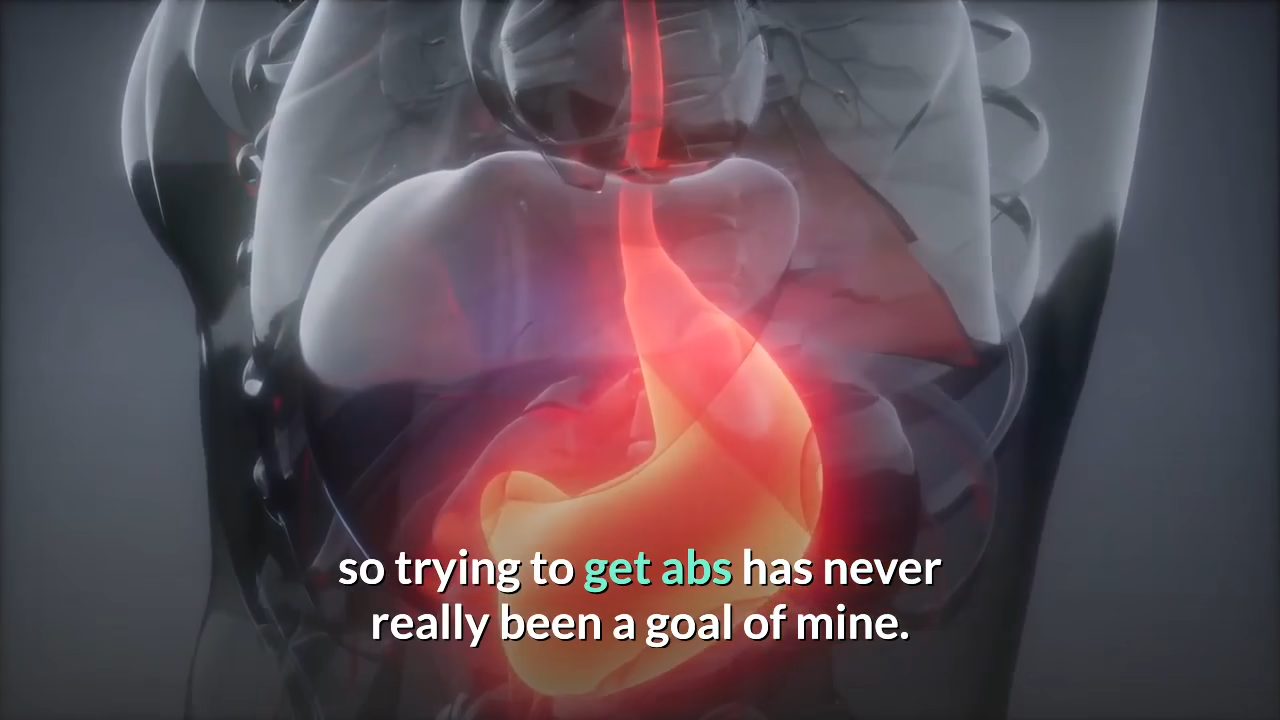 so trying to get abs has never
really been a goal of mine.